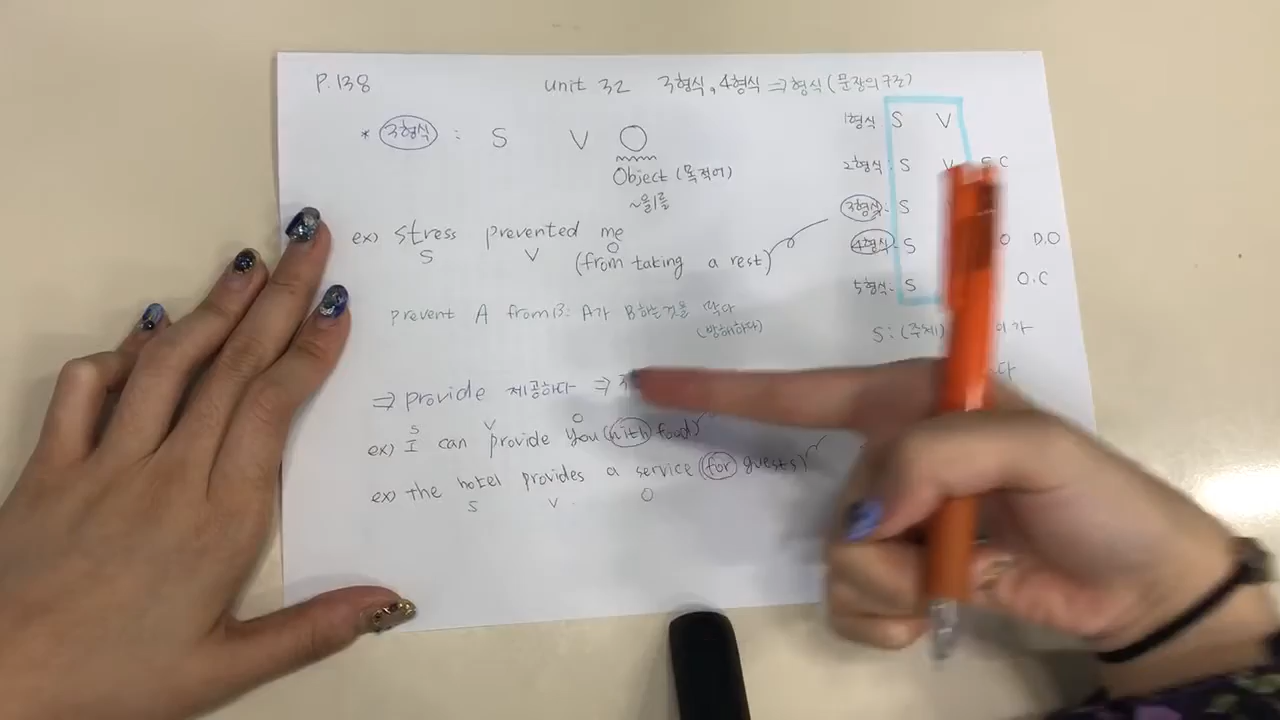 P.138
unit 32 3형식, 4형식 ⇒ 형식 (문장의 구조)
* 3형식 : S V O
Object (목적어)
~을/를
ex) stress prevented me
S V O
(from taking a rest)
prevent A from B : A가 B하는것을 막다
(방해하다)
⇒ provide 제공하다 ⇒
S V O
ex) I can provide you (with food)
ex) the hotel provides a service (for guests)
S V O
1형식 S V
2형식 : S V S.C
3형식 : S
4형식 - S O D.O
5형식 - S O.C
S : (주체) 이 가
다